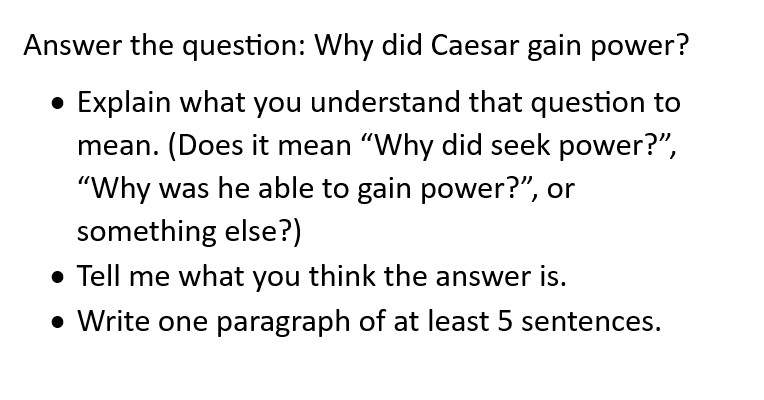 Answer the question: Why did Caesar gain power?
• Explain what you understand that question to
mean. (Does it mean “Why did seek power?”,
“Why was he able to gain power?”, or
something else?)
• Tell me what you think the answer is.
• Write one paragraph of at least 5 sentences.